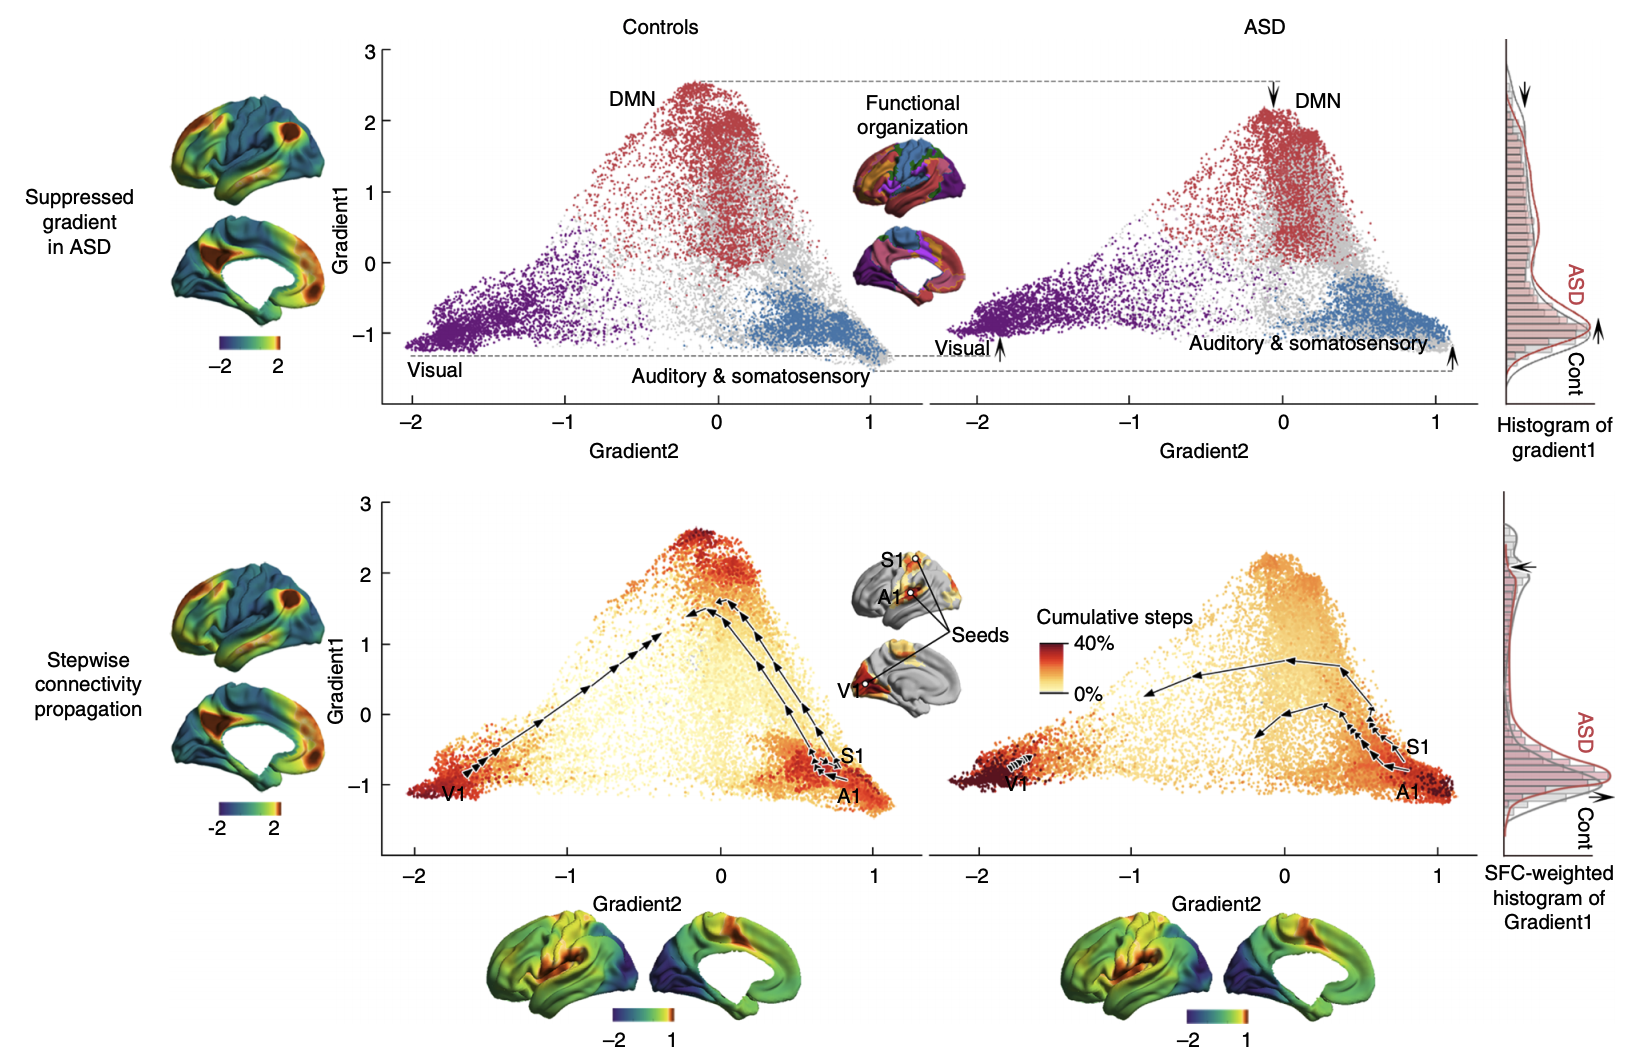 Controls
ASD
Suppressed
gradient
in ASD
−2 2
Gradient1
3
2
1
0
−1
DMN
Visual
Auditory & somatosensory
−2 −1 0 1
Gradient2
Functional
organization
DMN
Visual
Auditory & somatosensory
−2 −1 0 1
Gradient2
ASD
Cont
Histogram of
gradient1
Stepwise
connectivity
propagation
-2 2
Gradient1
3
2
1
0
−1
V1
S1
A1
−2 −1 0 1
Gradient2
S1
A1
Seeds
V1
Cumulative steps
40%
0%
V1
S1
A1
−2 −1 0 1
Gradient2
ASD
Cont
SFC-weighted
histogram of
Gradient1
−2 1
−2 1